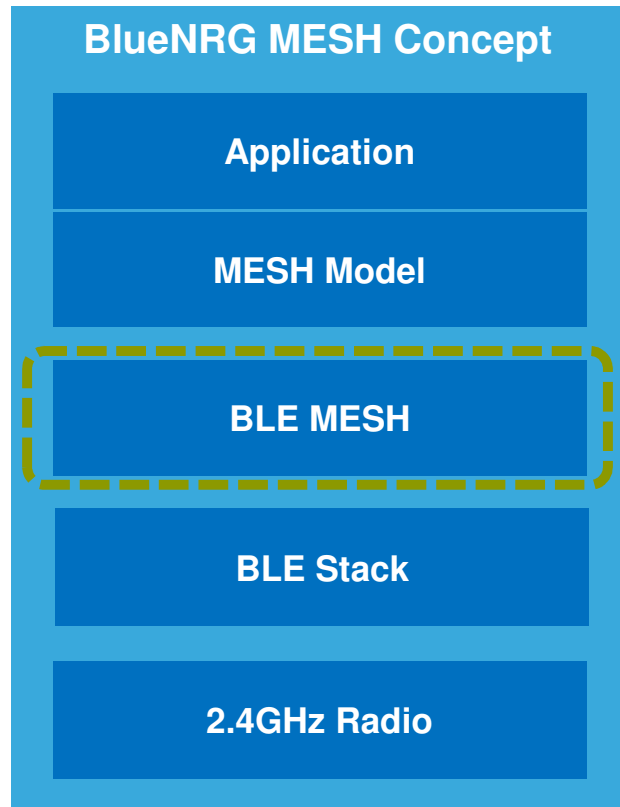 BlueNRG MESH Concept
Application
MESH Model
BLE MESH
BLE Stack
2.4GHz Radio